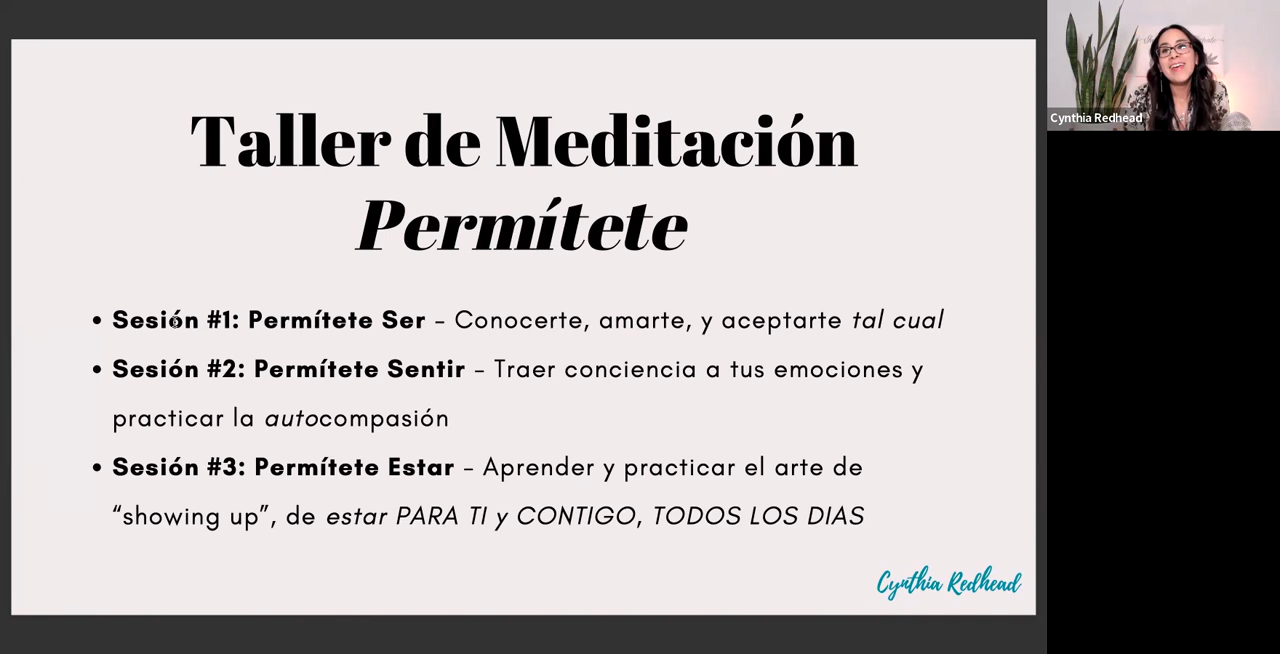 Taller de Meditación
Permítete
• Sesión #1: Permítete Ser – Conocerte, amarte, y aceptarte tal cual
• Sesión #2: Permítete Sentir – Traer conciencia a tus emociones y
practicar la autocompasión
• Sesión #3: Permítete Estar – Aprender y practicar el arte de
“showing up”, de estar PARA TI y CONTIGO, TODOS LOS DIAS
Cynthia Redhead
Cynthia Redhead